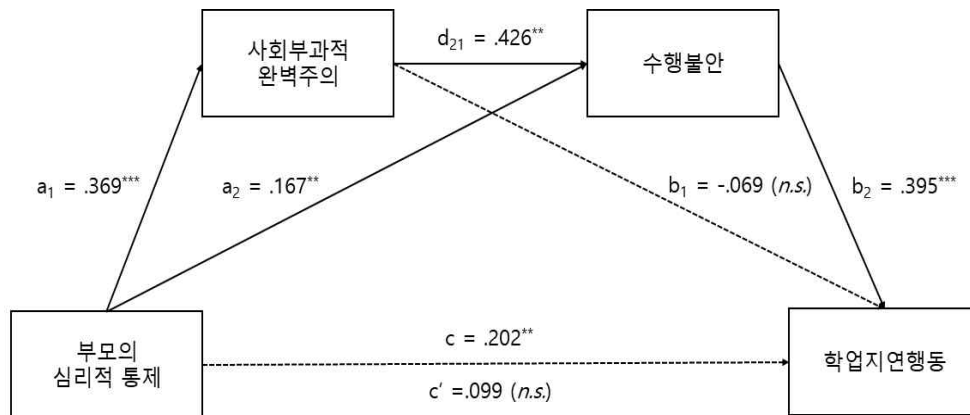 사회부과적
완벽주의
d21 = .426**
수행불안
a1 = .369***
a2 = .167**
b1 = -.069 (n.s.)
b2 = .395***
부모의
심리적 통제
c = .202**
c' =.099 (n.s.)
학업지연행동